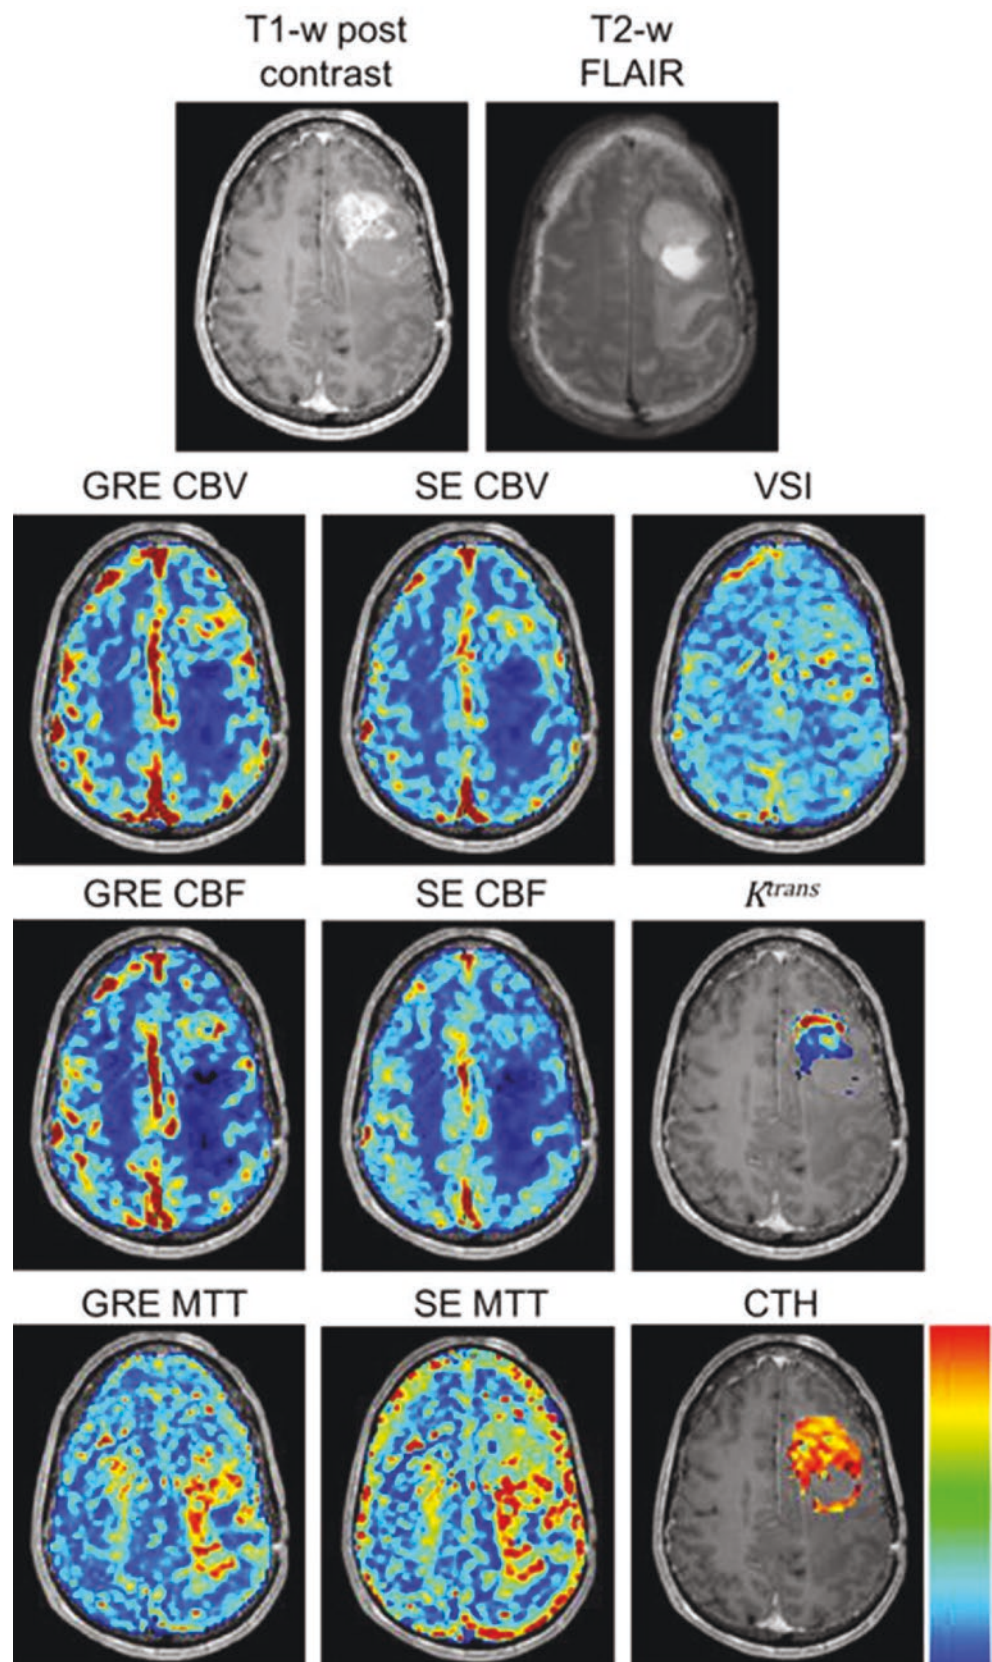 T1-w post
contrast
T2-w
FLAIR
GRE CBV
SE CBV
VSI
GRE CBF
SE CBF
Ktrans
GRE MTT
SE MTT
CTH